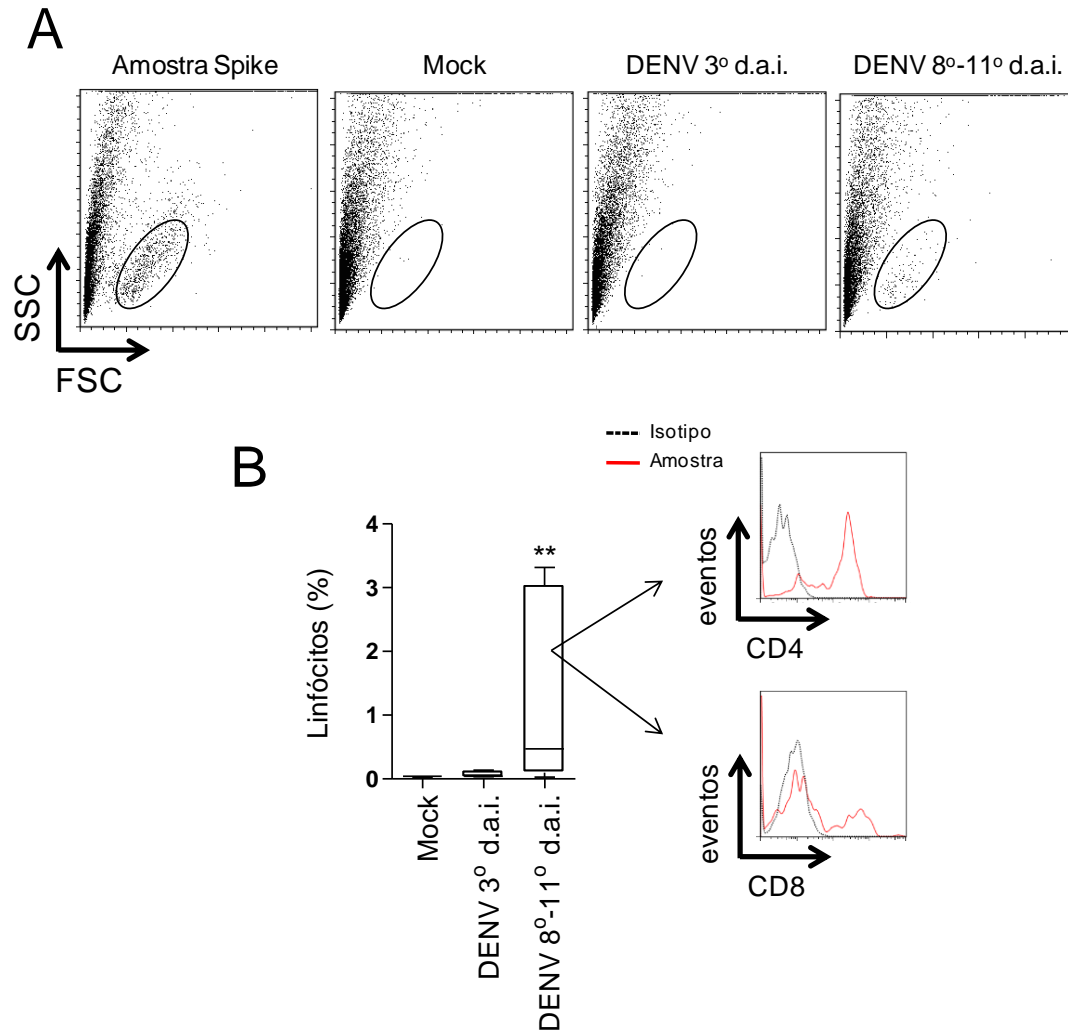 A
Amostra Spike
Mock
DENV 3º d.a.i.
DENV 8º-11º d.a.i.
SSC
FSC
B
Isotipo
Amostra
4
3
2
1
0
**
Linfócitos (%)
Mock
DENV 3º d.a.i.
DENV 8º-11º d.a.i.
eventos
CD4
eventos
CD8